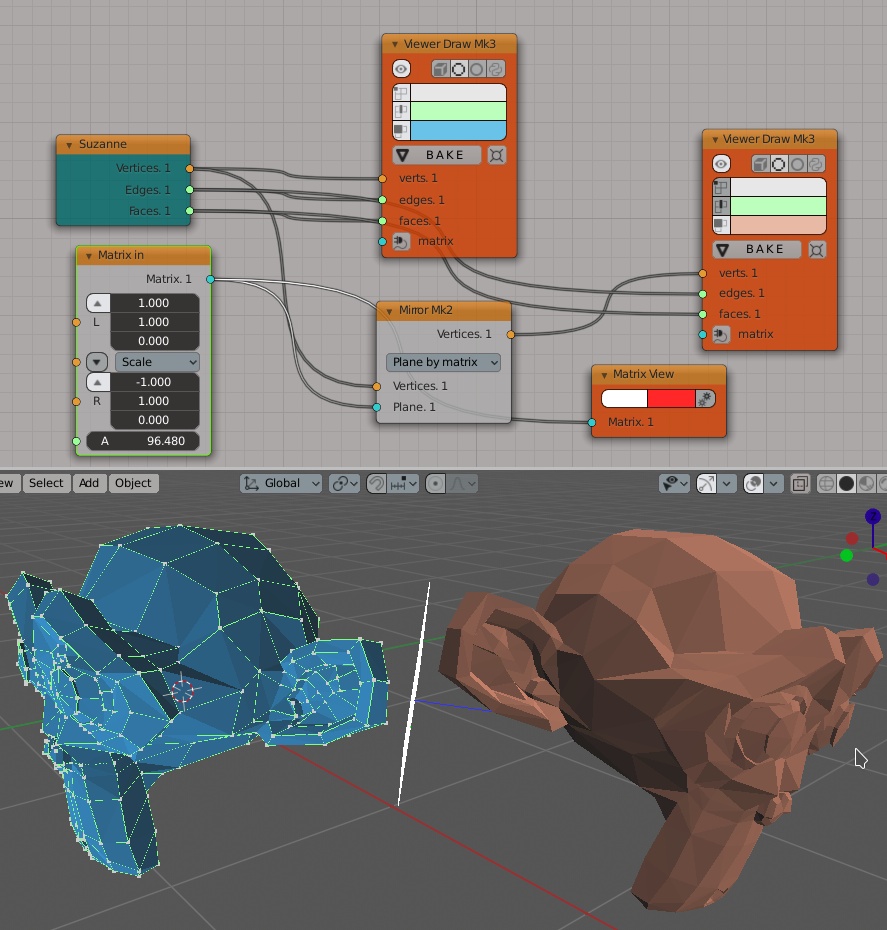 Viewer Draw Mk3
BAKE
verts. 1
edges. 1
faces. 1
matrix
Suzanne
Vertices. 1
Edges. 1
Faces. 1
Viewer Draw Mk3
BAKE
verts. 1
edges. 1
faces. 1
matrix
Matrix in
Matrix. 1
1.000
L 1.000
0.000
Scale
-1.000
R 1.000
0.000
A 96.480
Mirror Mk2
Vertices. 1
Plane by matrix
Vertices. 1
Plane. 1
Matrix View
Matrix. 1
ew Select Add Object Global
Z